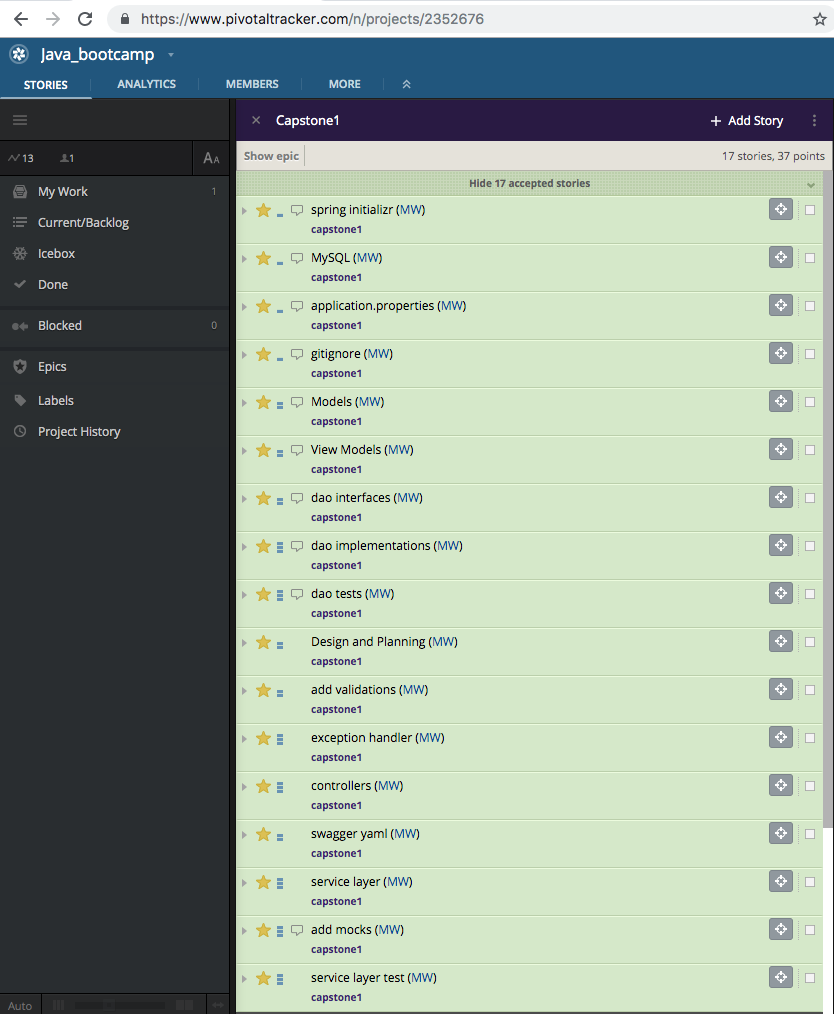 https://www.pivotaltracker.com/n/projects/2352676
Java_bootcamp
STORIES ANALYTICS MEMBERS MORE
Capstone1 + Add Story
13 1 AA
Show epic 17 stories, 37 points
My Work 1
Current/Backlog
Icebox
Done
Blocked 0
Epics
Labels
Project History
Auto
Hide 17 accepted stories
spring initializr (MW)
capstone1
MySQL (MW)
capstone1
application.properties (MW)
capstone1
gitignore (MW)
capstone1
Models (MW)
capstone1
View Models (MW)
capstone1
dao interfaces (MW)
capstone1
dao implementations (MW)
capstone1
dao tests (MW)
capstone1
Design and Planning (MW)
capstone1
add validations (MW)
capstone1
exception handler (MW)
capstone1
controllers (MW)
capstone1
swagger yaml (MW)
capstone1
service layer (MW)
capstone1
add mocks (MW)
capstone1
service layer test (MW)
capstone1